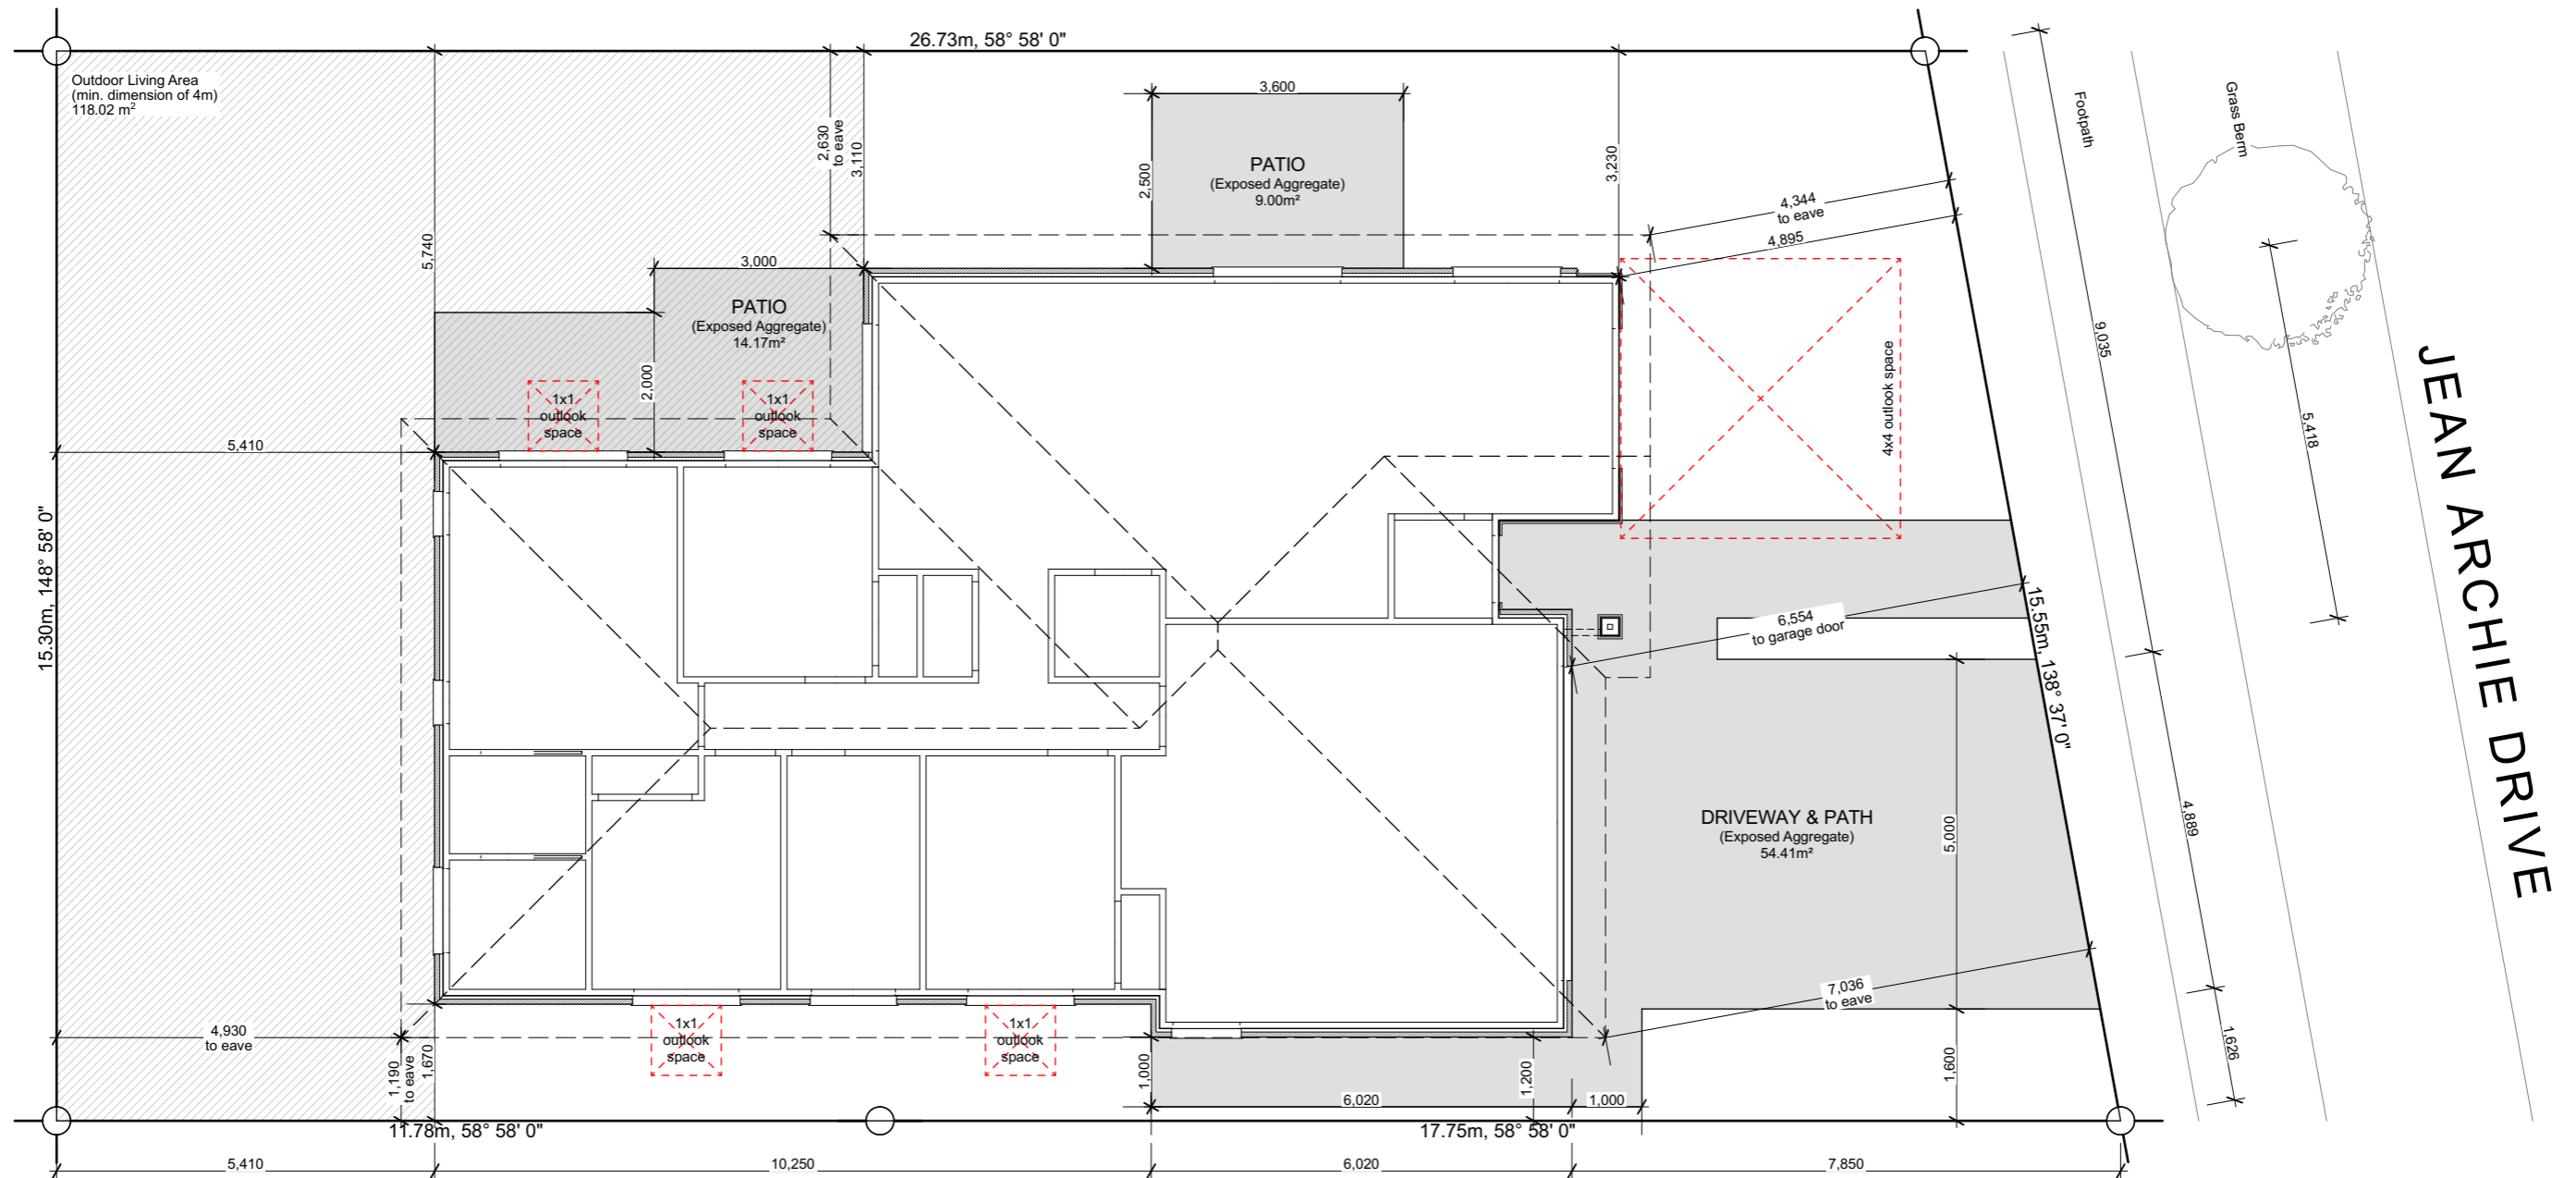 26.73m, 58° 58' 0"
Outdoor Living Area
(min. dimension of 4m)
118.02 m²
2,630
to eave
3,110
3,600
2,500
PATIO
(Exposed Aggregate)
9.00m²
3,230
4,344
to eave
4,895
Footpath
Grass Berm
5,740
3,000
PATIO
(Exposed Aggregate)
14.17m²
2,000
1x1
outlook
space
1x1
outlook
space
4x4 outlook space
9,035
5,418
JEAN ARCHIE DRIVE
5,410
15.30m, 148° 58' 0"
6,554
to garage door
15.55m, 138° 37' 0"
DRIVEWAY & PATH
(Exposed Aggregate)
54.41m²
5,000
4,889
7,036
to eave
4,930
to eave
1,190
to eave
1,670
1x1
outlook
space
1x1
outlook
space
1,000
1,200
1,600
1,626
6,020
1,000
11.78m, 58° 58' 0"
17.75m, 58° 58' 0"
5,410
10,250
6,020
7,850